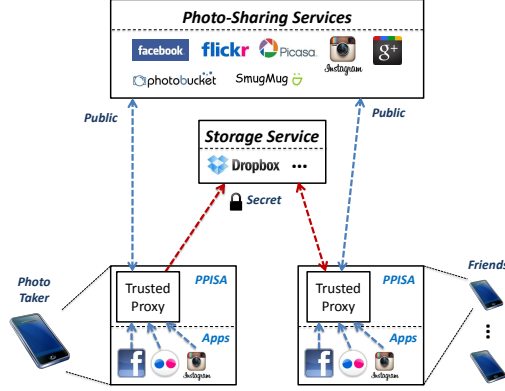 Photo-Sharing Services
facebook
flickr
Picasa
Instagram
g+
photobucket
SmugMug
Public
Public
Storage Service
Dropbox
...
Secret
Photo Taker
PPISA
Trusted
Proxy
Apps
f
Instagram
PPISA
Trusted
Proxy
Apps
f
Instagram
Friends